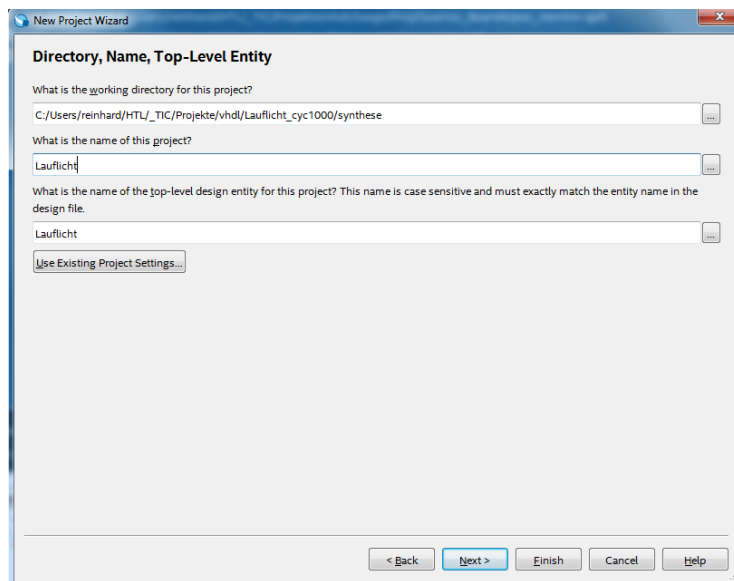 New Project Wizard
Directory, Name, Top-Level Entity
What is the working directory for this project?
C:/Users/reinhard/HTL/_TIC/Projekte/vhdl/Lauflicht_cyc1000/synthese
...
What is the name of this project?
Lauflicht
...
What is the name of the top-level design entity for this project? This name is case sensitive and must exactly match the entity name in the
design file.
Lauflicht
...
Use Existing Project Settings...
< Back Next > Finish Cancel Help